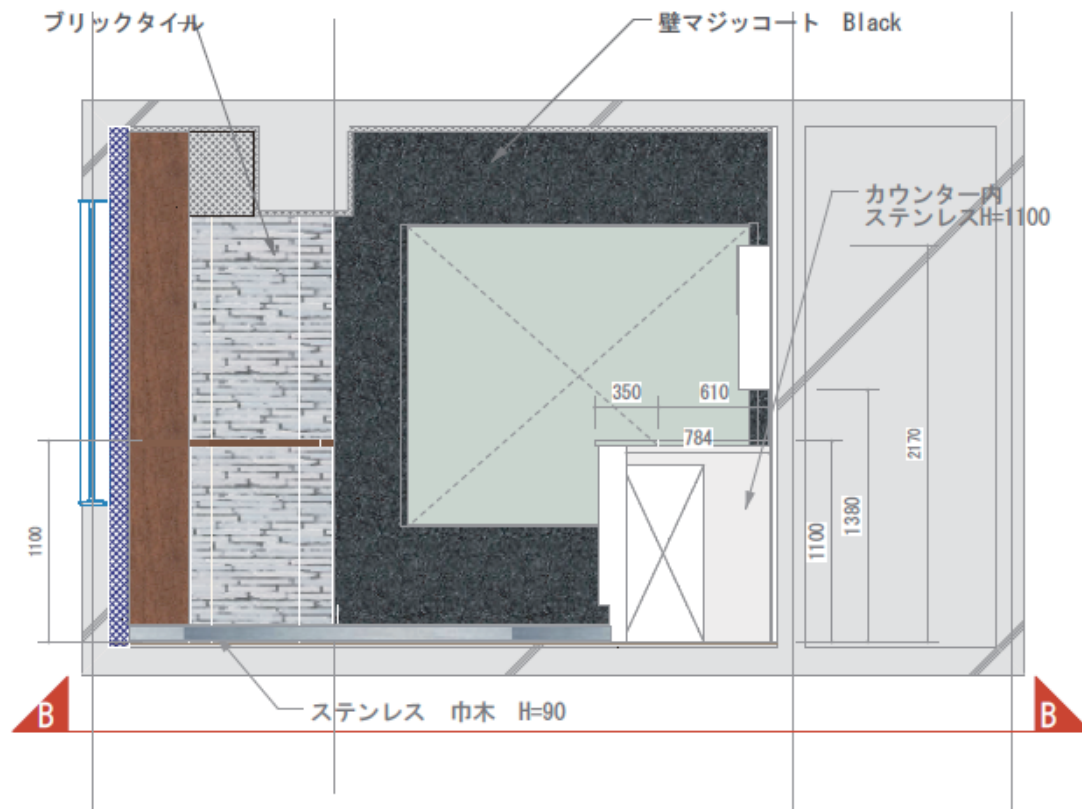 ブリックタイル
壁マジッコート Black
カウンター内
ステンレスH=1100
350
610
784
2170
1380
1100
1100
ステンレス 巾木 H=90
B
B